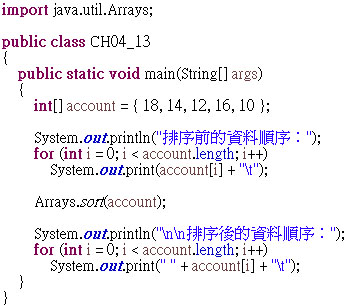 import java.util.Arrays;
public class CH04_13
{
public static void main(String[] args)
{
int[] account = { 18, 14, 12, 16, 10 };
System.out.println("排序前的資料順序：");
for (int i = 0; i < account.length; i++)
System.out.print(account[i] + "\t");
Arrays.sort(account);
System.out.println("\n\n排序後的資料順序：");
for (int i = 0; i < account.length; i++)
System.out.print(" " + account[i] + "\t");
}
}